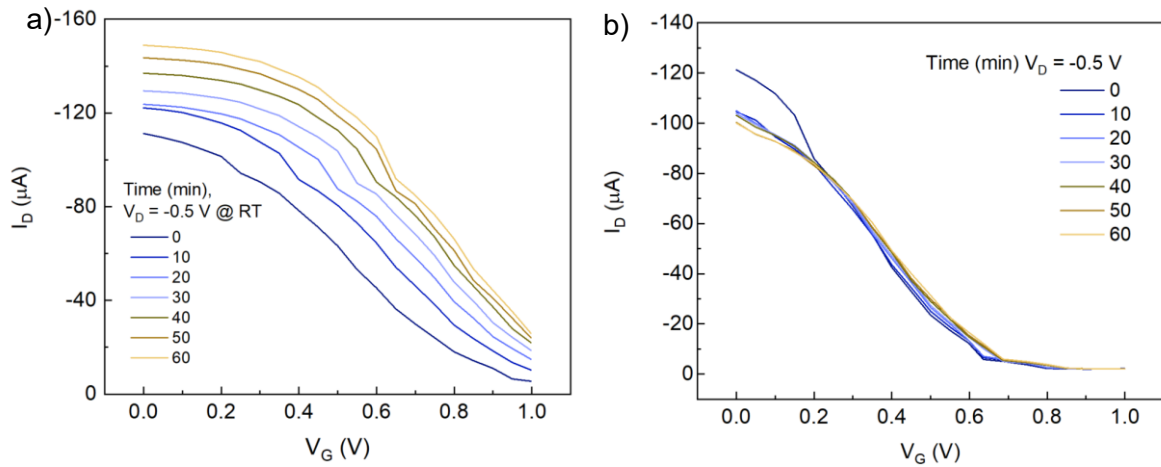 a)
-160
-120
-80
-40
0
I_D (μA)
Time (min),
V_D = -0.5 V @ RT
0
10
20
30
40
50
60
0.0 0.2 0.4 0.6 0.8 1.0
V_G (V)
b)
-140
-120
-100
-80
-60
-40
-20
0
I_D (μA)
Time (min) V_D = -0.5 V
0
10
20
30
40
50
60
0.0 0.2 0.4 0.6 0.8 1.0
V_G (V)